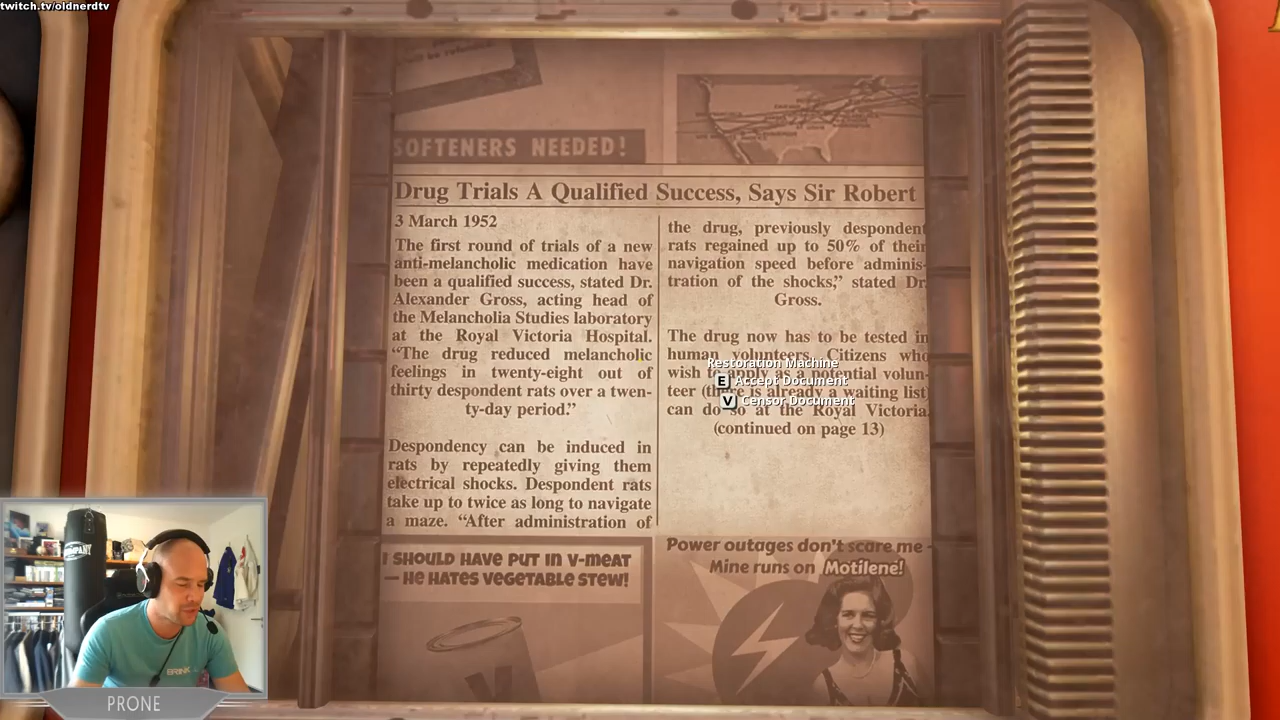 twitch.tv/oldnerdtv
SOFTENERS NEEDED!
Drug Trials A Qualified Success, Says Sir Robert
3 March 1952
The first round of trials of a new
anti-melancholic medication have
been a qualified success, stated Dr.
Alexander Gross, acting head of
the Melancholia Studies laboratory
at the Royal Victoria Hospital.
“The drug reduced melancholic
feelings in twenty-eight out of
thirty despondent rats over a twen-
ty-day period.”
Despondency can be induced in
rats by repeatedly giving them
electrical shocks. Despondent rats
take up to twice as long to navigate
a maze. “After administration of
the drug, previously despondent
rats regained up to 50% of their
navigation speed before adminis-
tration of the shocks,” stated Dr.
Gross.
The drug now has to be tested in
human volunteers. Citizens who
wish to apply as a potential volun-
teer (there is already a waiting list)
can do so at the Royal Victoria.
(continued on page 13)
Restoration Machine
E Accept Document
V Censor Document
I SHOULD HAVE PUT IN V-MEAT
– HE HATES VEGETABLE STEW!
Power outages don't scare me -
Mine runs on Motilene!
PRONE